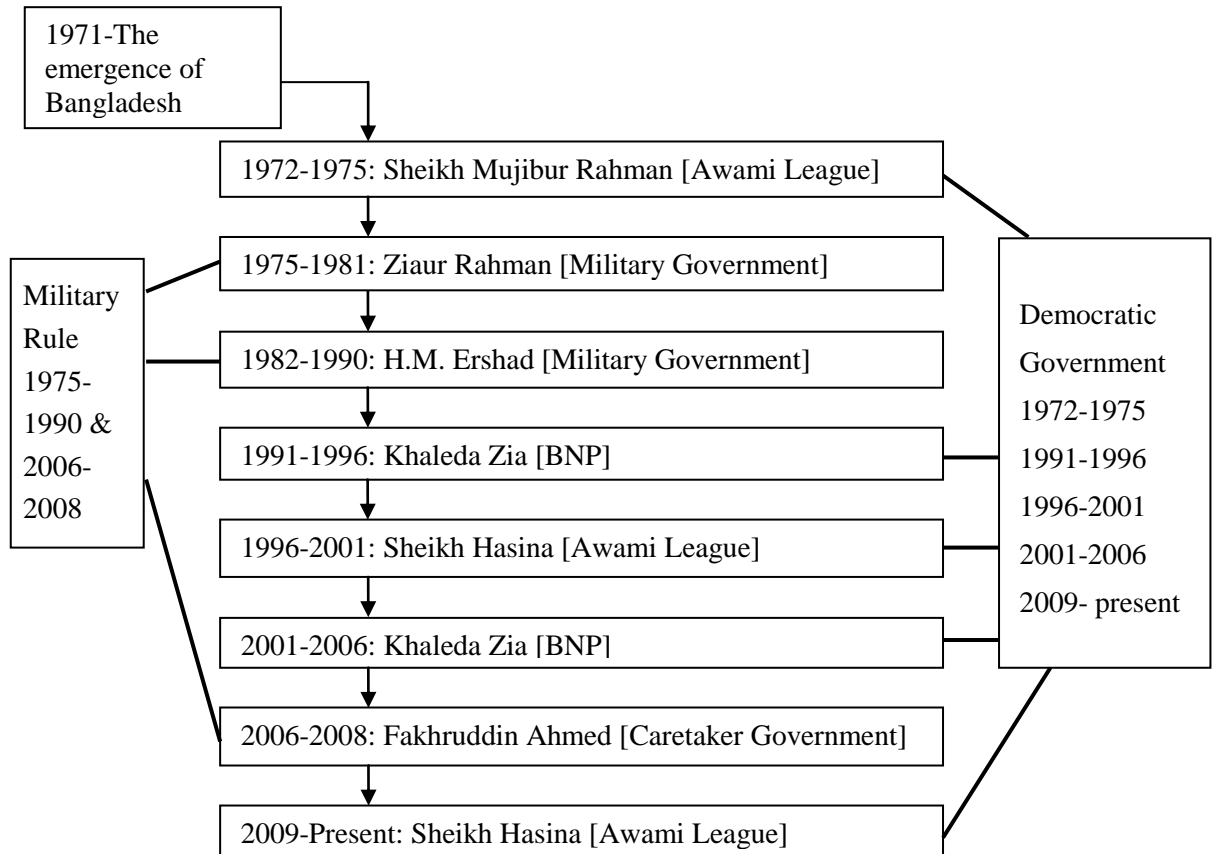 1971-The
emergence of
Bangladesh
1972-1975: Sheikh Mujibur Rahman [Awami League]
1975-1981: Ziaur Rahman [Military Government]
1982-1990: H.M. Ershad [Military Government]
1991-1996: Khaleda Zia [BNP]
1996-2001: Sheikh Hasina [Awami League]
2001-2006: Khaleda Zia [BNP]
2006-2008: Fakhruddin Ahmed [Caretaker Government]
2009-Present: Sheikh Hasina [Awami League]
Military
Rule
1975-
1990 &
2006-
2008
Democratic
Government
1972-1975
1991-1996
1996-2001
2001-2006
2009- present